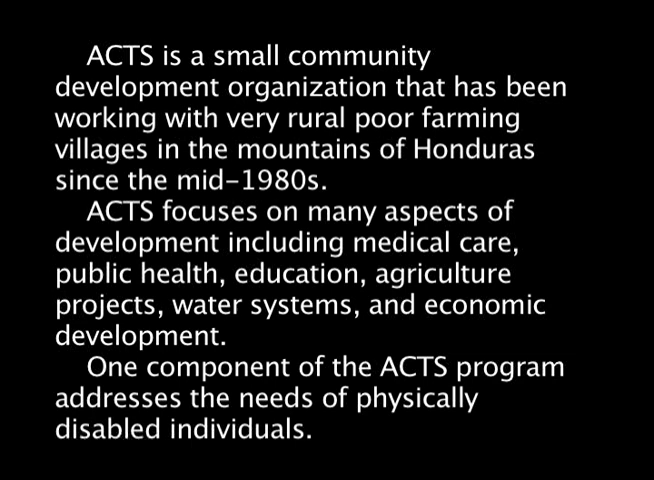 ACTS is a small community
development organization that has been
working with very rural poor farming
villages in the mountains of Honduras
since the mid–1980s.
ACTS focuses on many aspects of
development including medical care,
public health, education, agriculture
projects, water systems, and economic
development.
One component of the ACTS program
addresses the needs of physically
disabled individuals.